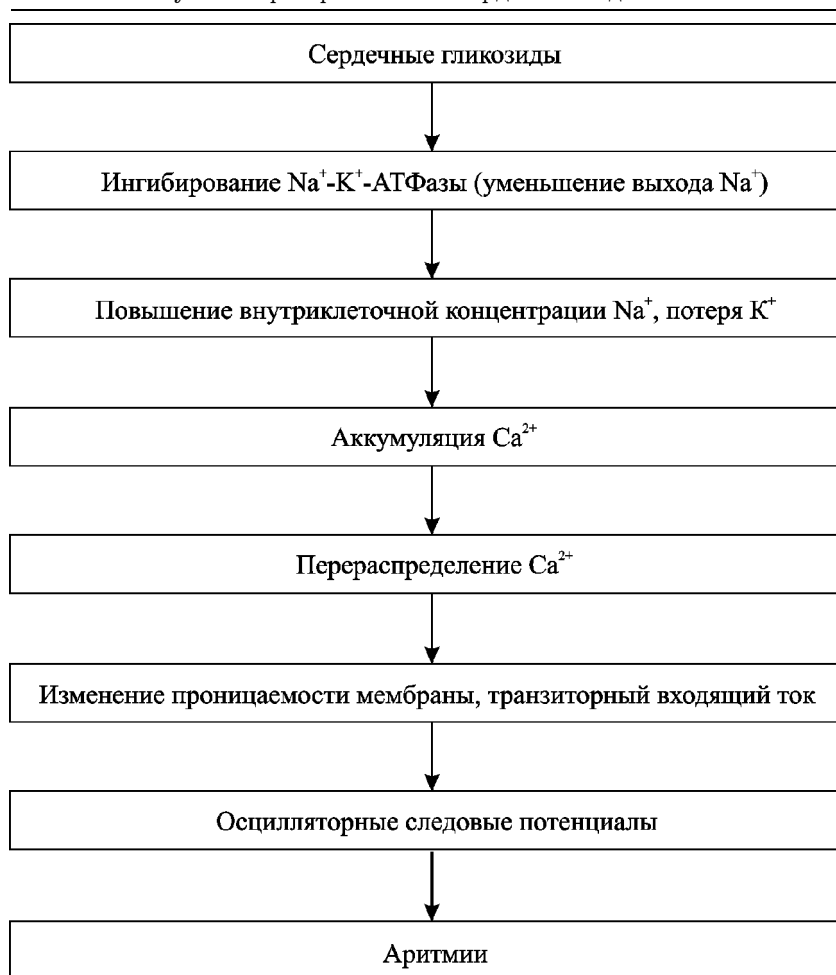 Сердечные гликозиды
Ингибирование Na⁺-K⁺-АТФазы (уменьшение выхода Na⁺)
Повышение внутриклеточной концентрации Na⁺, потеря К⁺
Аккумуляция Ca²⁺
Перераспределение Ca²⁺
Изменение проницаемости мембраны, транзиторный входящий ток
Осцилляторные следовые потенциалы
Аритмии